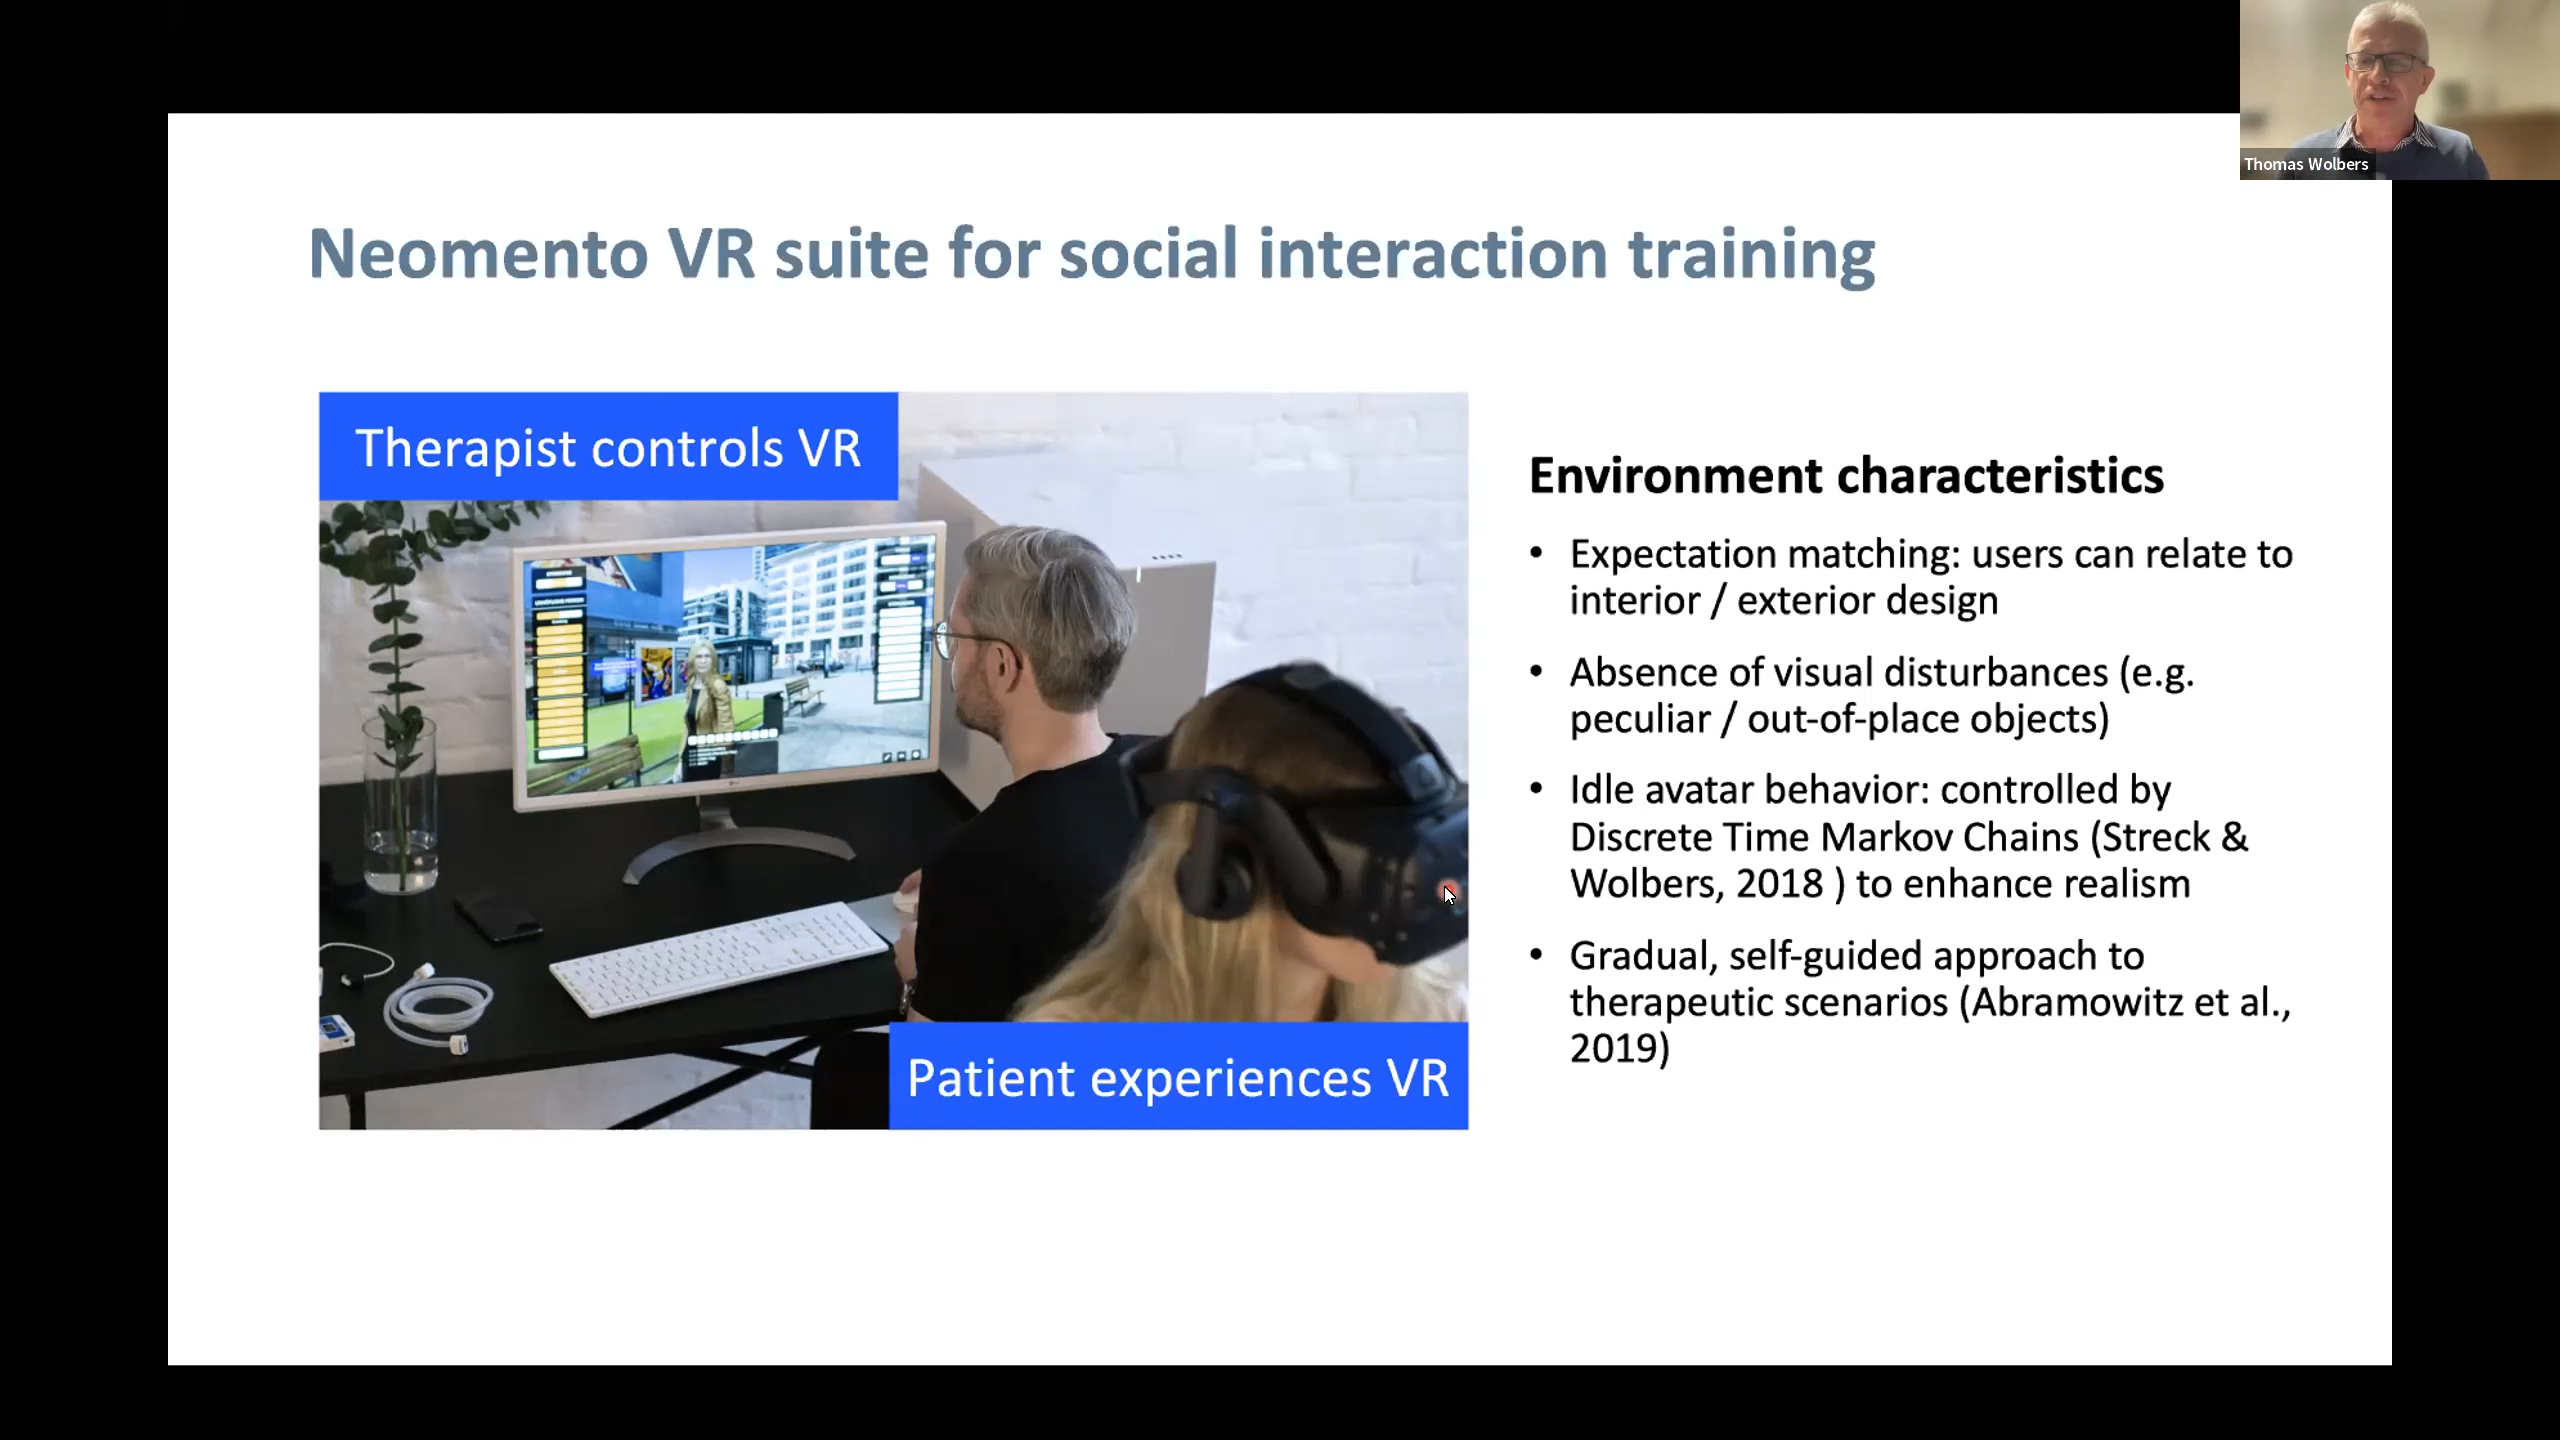 Thomas Wolbers
Neomento VR suite for social interaction training
Therapist controls VR
Patient experiences VR
Environment characteristics
• Expectation matching: users can relate to
interior / exterior design
• Absence of visual disturbances (e.g.
peculiar / out-of-place objects)
• Idle avatar behavior: controlled by
Discrete Time Markov Chains (Streck &
Wolbers, 2018 ) to enhance realism
• Gradual, self-guided approach to
therapeutic scenarios (Abramowitz et al.,
2019)